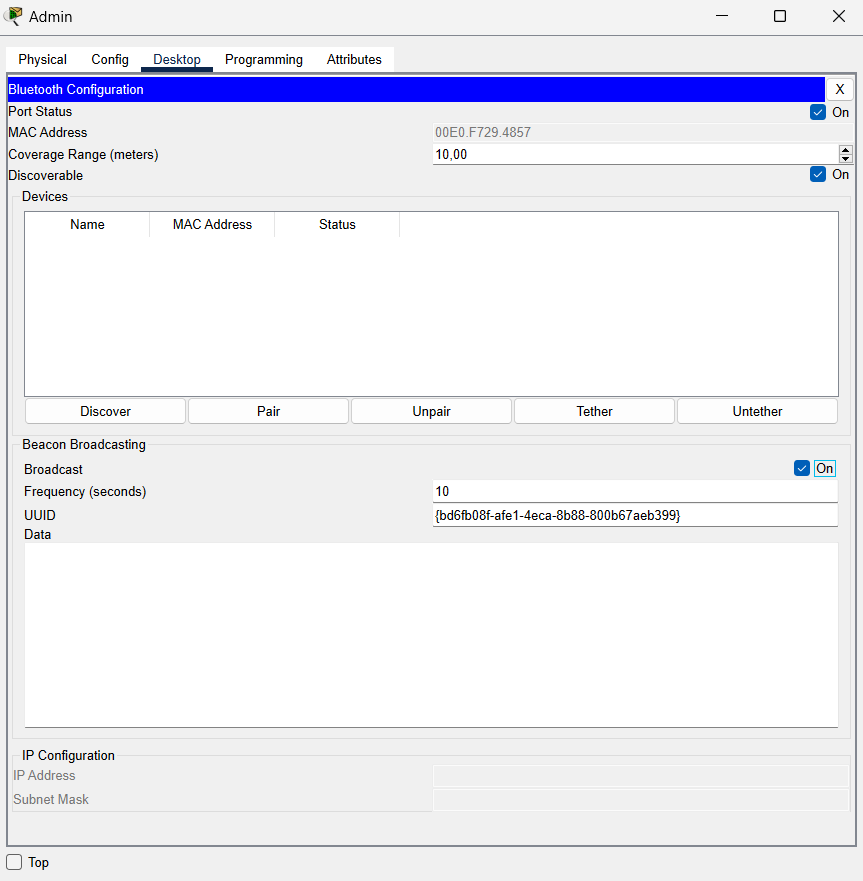 Admin
Physical Config Desktop Programming Attributes
Bluetooth Configuration X
Port Status On
MAC Address 00E0.F729.4857
Coverage Range (meters) 10,00
Discoverable On
Devices
Name MAC Address Status
Discover Pair Unpair Tether Untether
Beacon Broadcasting
Broadcast On
Frequency (seconds) 10
UUID {bd6fb08f-afe1-4eca-8b88-800b67aeb399}
Data
IP Configuration
IP Address
Subnet Mask
Top